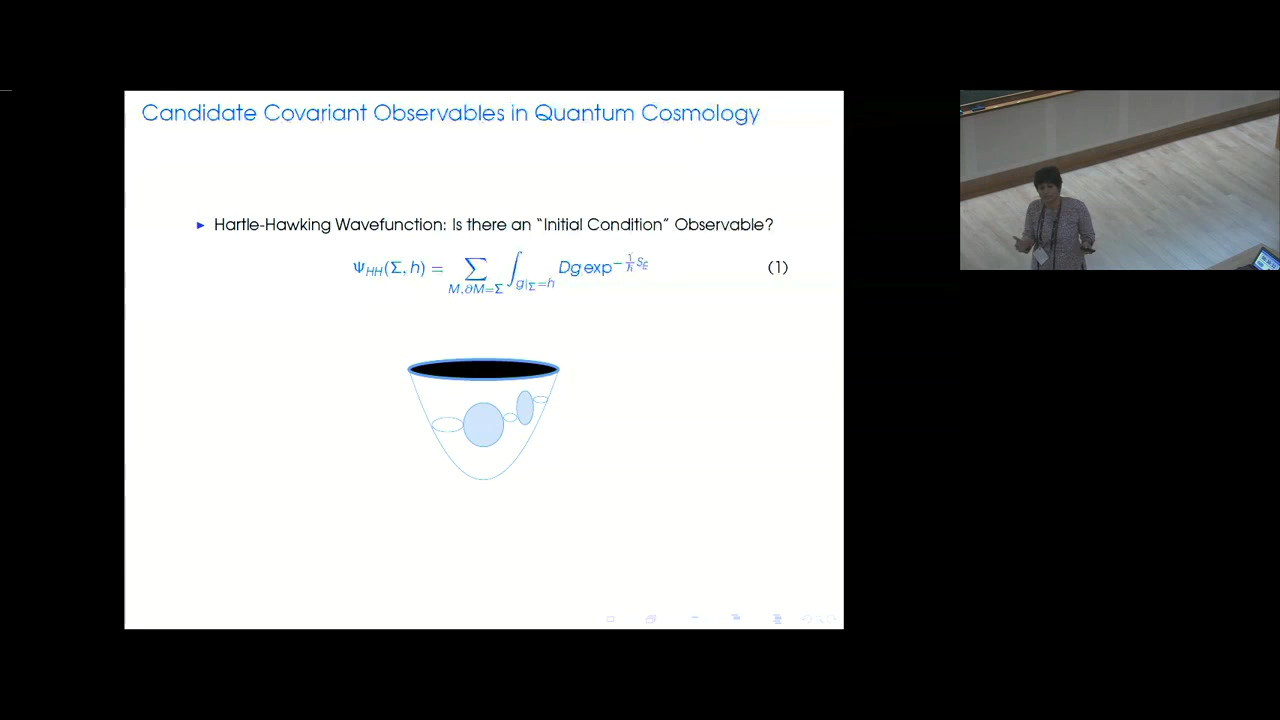 Candidate Covariant Observables in Quantum Cosmology
► Hartle-Hawking Wavefunction: Is there an “Initial Condition” Observable?
Ψ_HH(Σ, h) = ∑_{M,∂M=Σ} ∫_{g|_Σ=h} Dg exp^{−(1/ħ) S_E} (1)